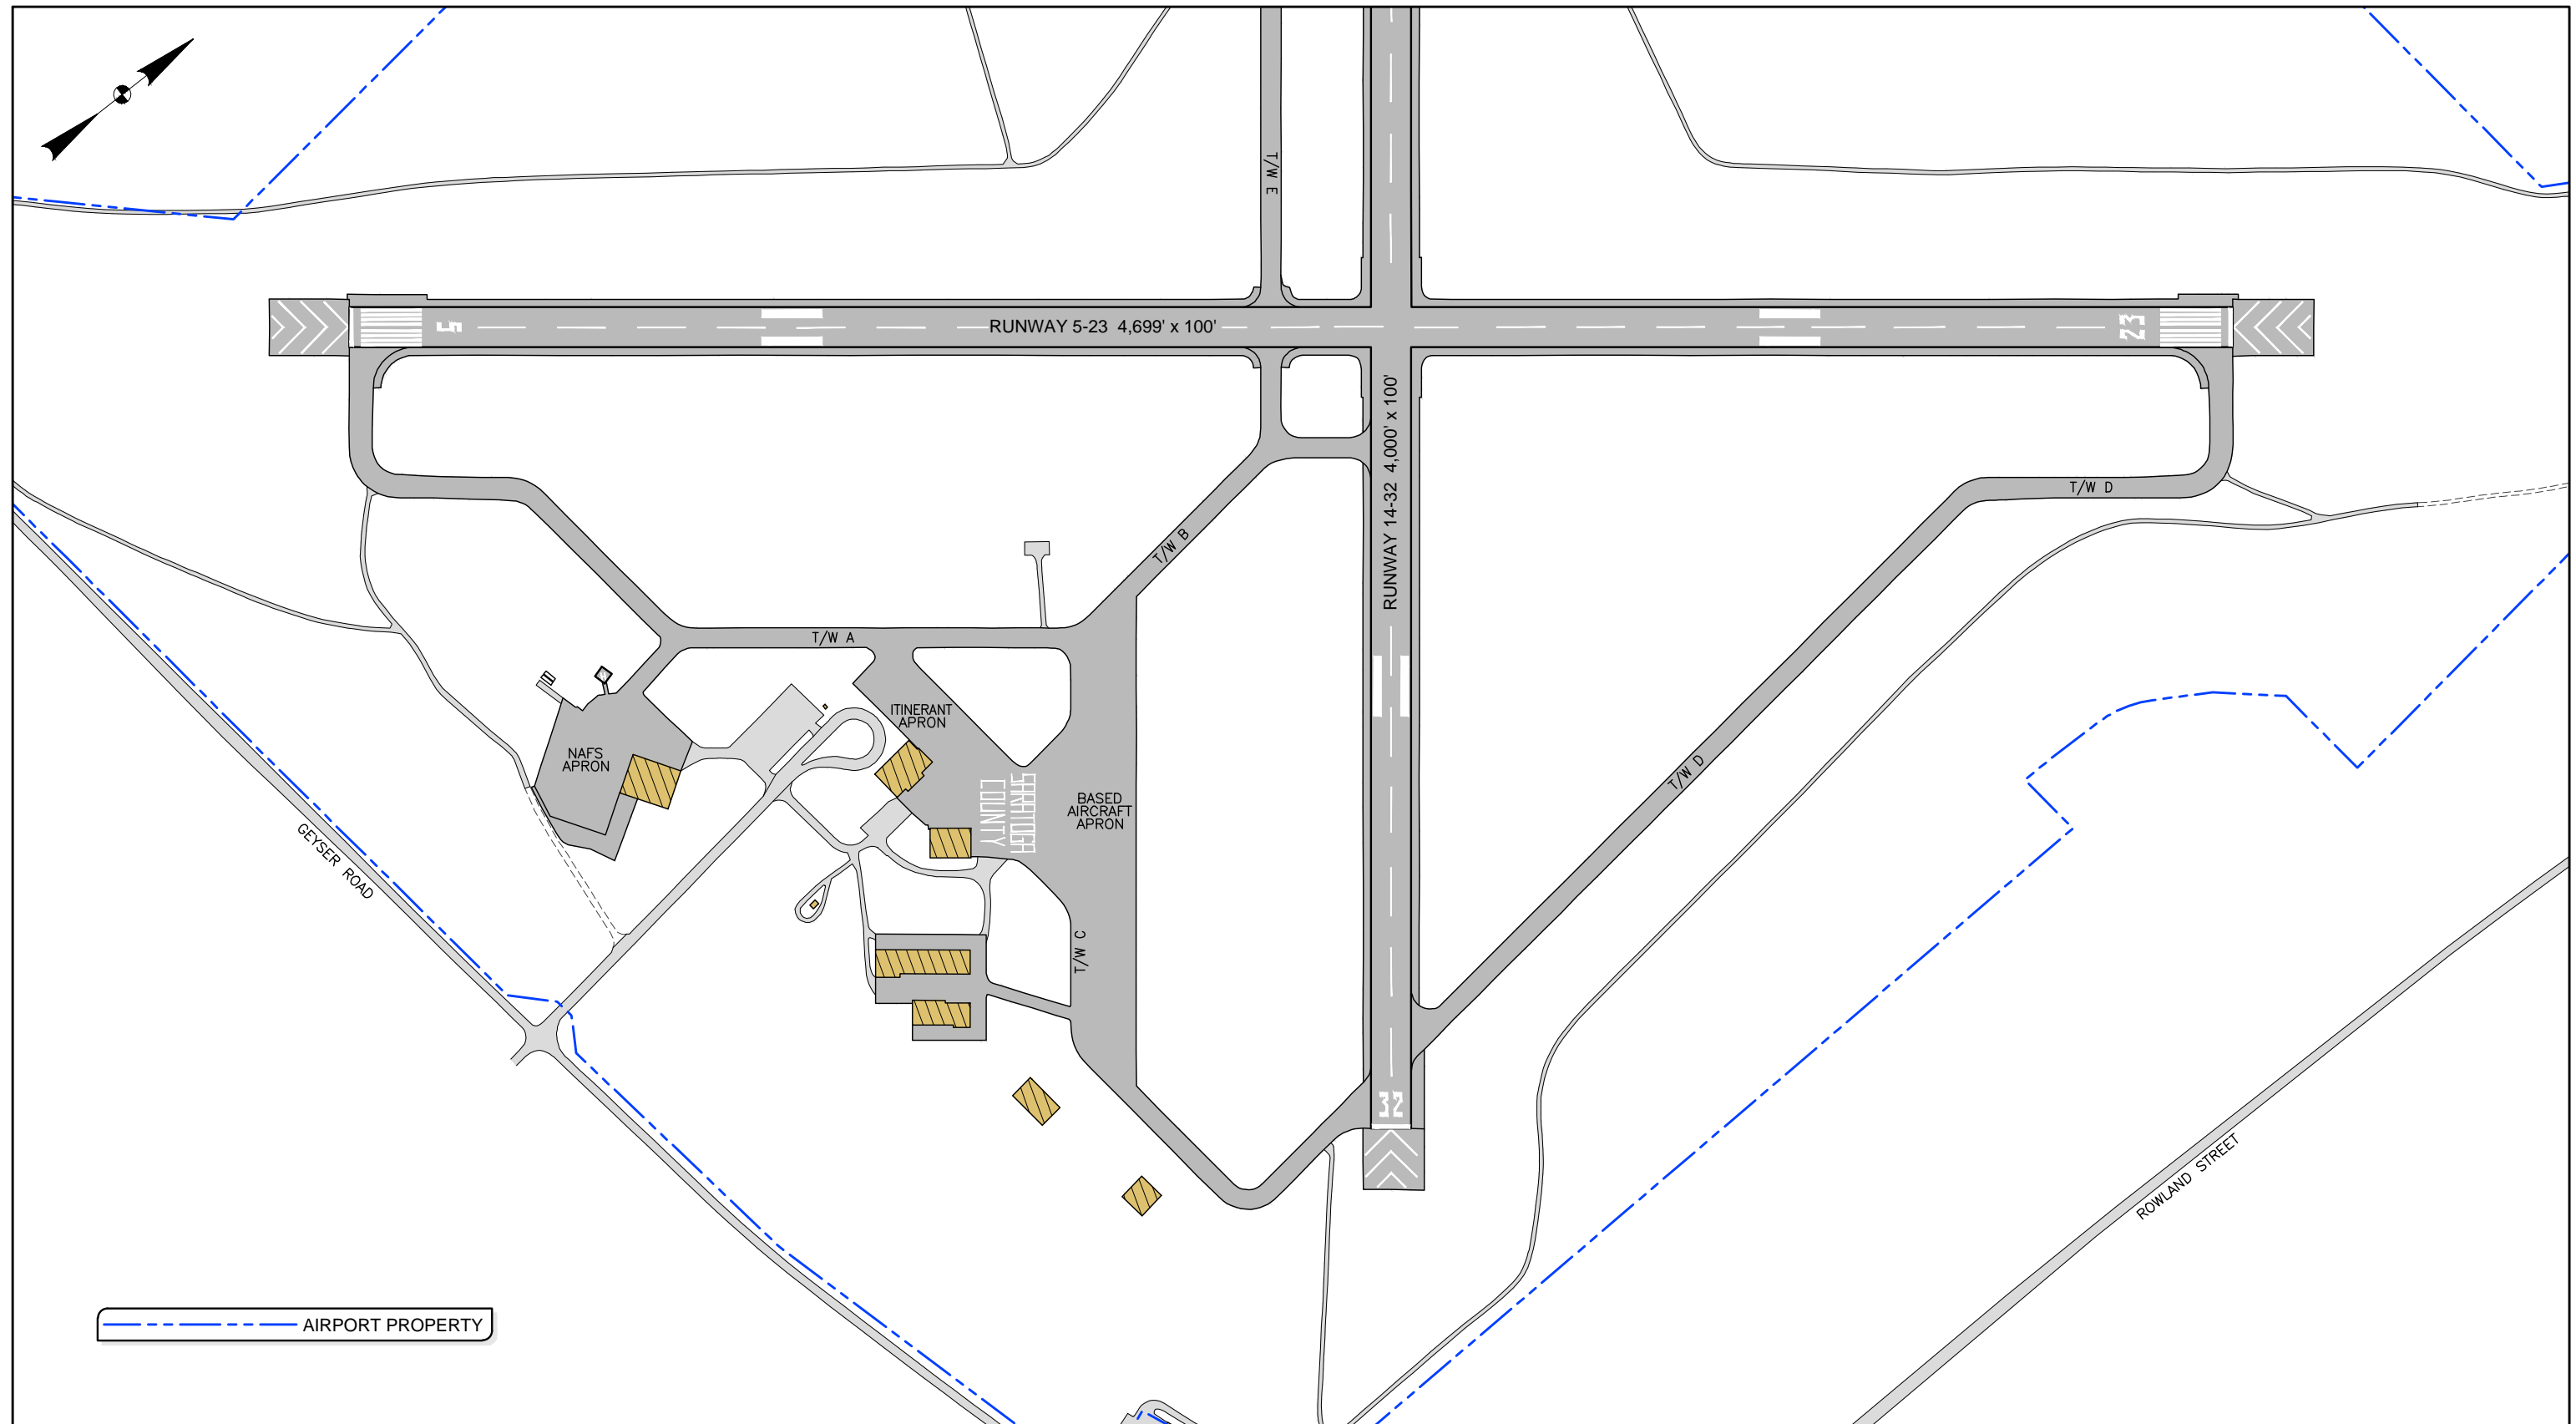 T/W E
5
RUNWAY 5-23 4,699' x 100'
23
RUNWAY 14-32 4,000' x 100'
T/W D
T/W B
T/W A
ITINERANT
APRON
NAFS
APRON
SARATOGA
COUNTY
BASED
AIRCRAFT
APRON
T/W D
GEYSER ROAD
T/W C
32
ROWLAND STREET
AIRPORT PROPERTY